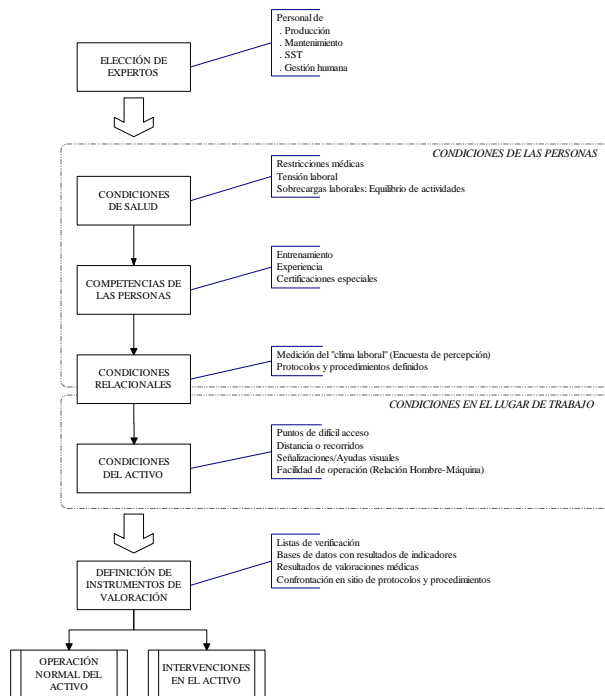 ELECCIÓN DE
EXPERTOS
Personal de
. Producción
. Mantenimiento
. SST
. Gestión humana
CONDICIONES DE LAS PERSONAS
CONDICIONES
DE SALUD
Restricciones médicas
Tensión laboral
Sobrecargas laborales: Equilibrio de actividades
COMPETENCIAS DE
LAS PERSONAS
Entrenamiento
Experiencia
Certificaciones especiales
CONDICIONES
RELACIONALES
Medición del "clima laboral" (Encuesta de percepción)
Protocolos y procedimientos definidos
CONDICIONES EN EL LUGAR DE TRABAJO
CONDICIONES
DEL ACTIVO
Puntos de difícil acceso
Distancia o recorridos
Señalizaciones/Ayudas visuales
Facilidad de operación (Relación Hombre-Máquina)
DEFINICIÓN DE
INSTRUMENTOS DE
VALORACIÓN
Listas de verificación
Bases de datos con resultados de indicadores
Resultados de valoraciones médicas
Confrontación en sitio de protocolos y procedimientos
OPERACIÓN
NORMAL DEL
ACTIVO
INTERVENCIONES
EN EL ACTIVO